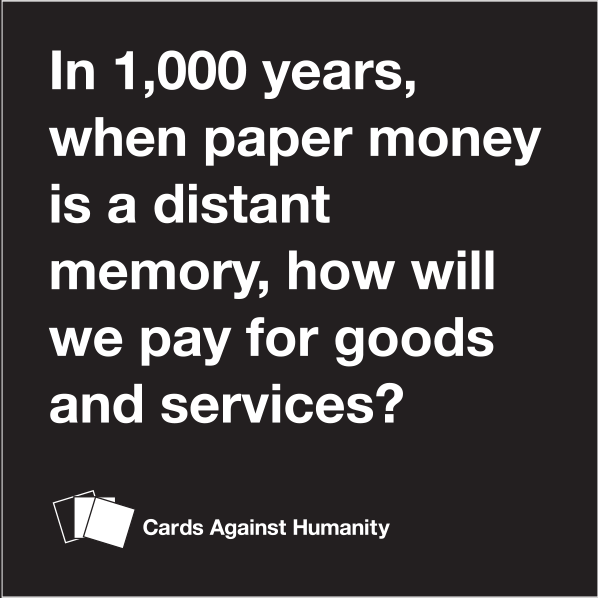 In 1,000 years,
when paper money
is a distant
memory, how will
we pay for goods
and services?
Cards Against Humanity